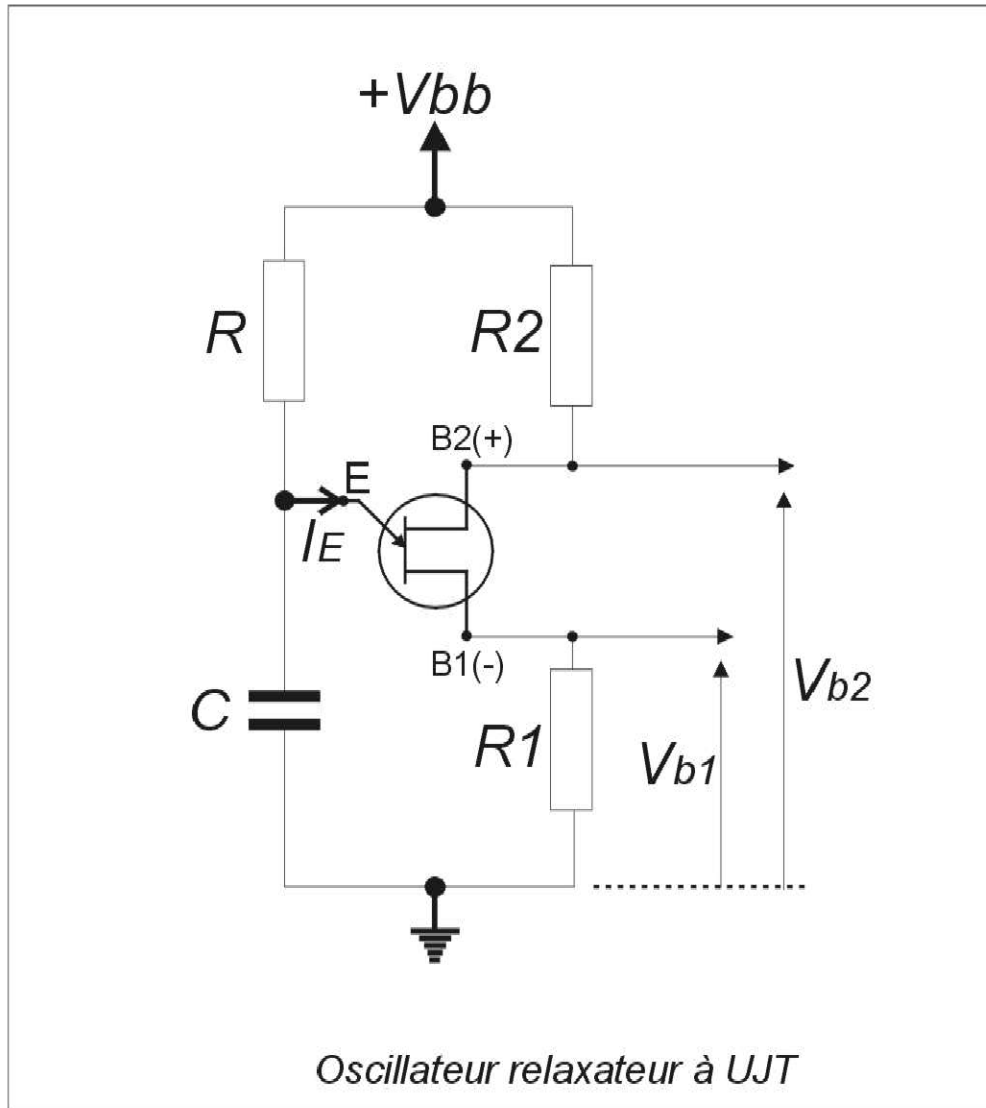 +Vbb
R
R2
B2(+)
E
IE
B1(-)
C
R1
Vb1
Vb2
Oscillateur relaxateur à UJT